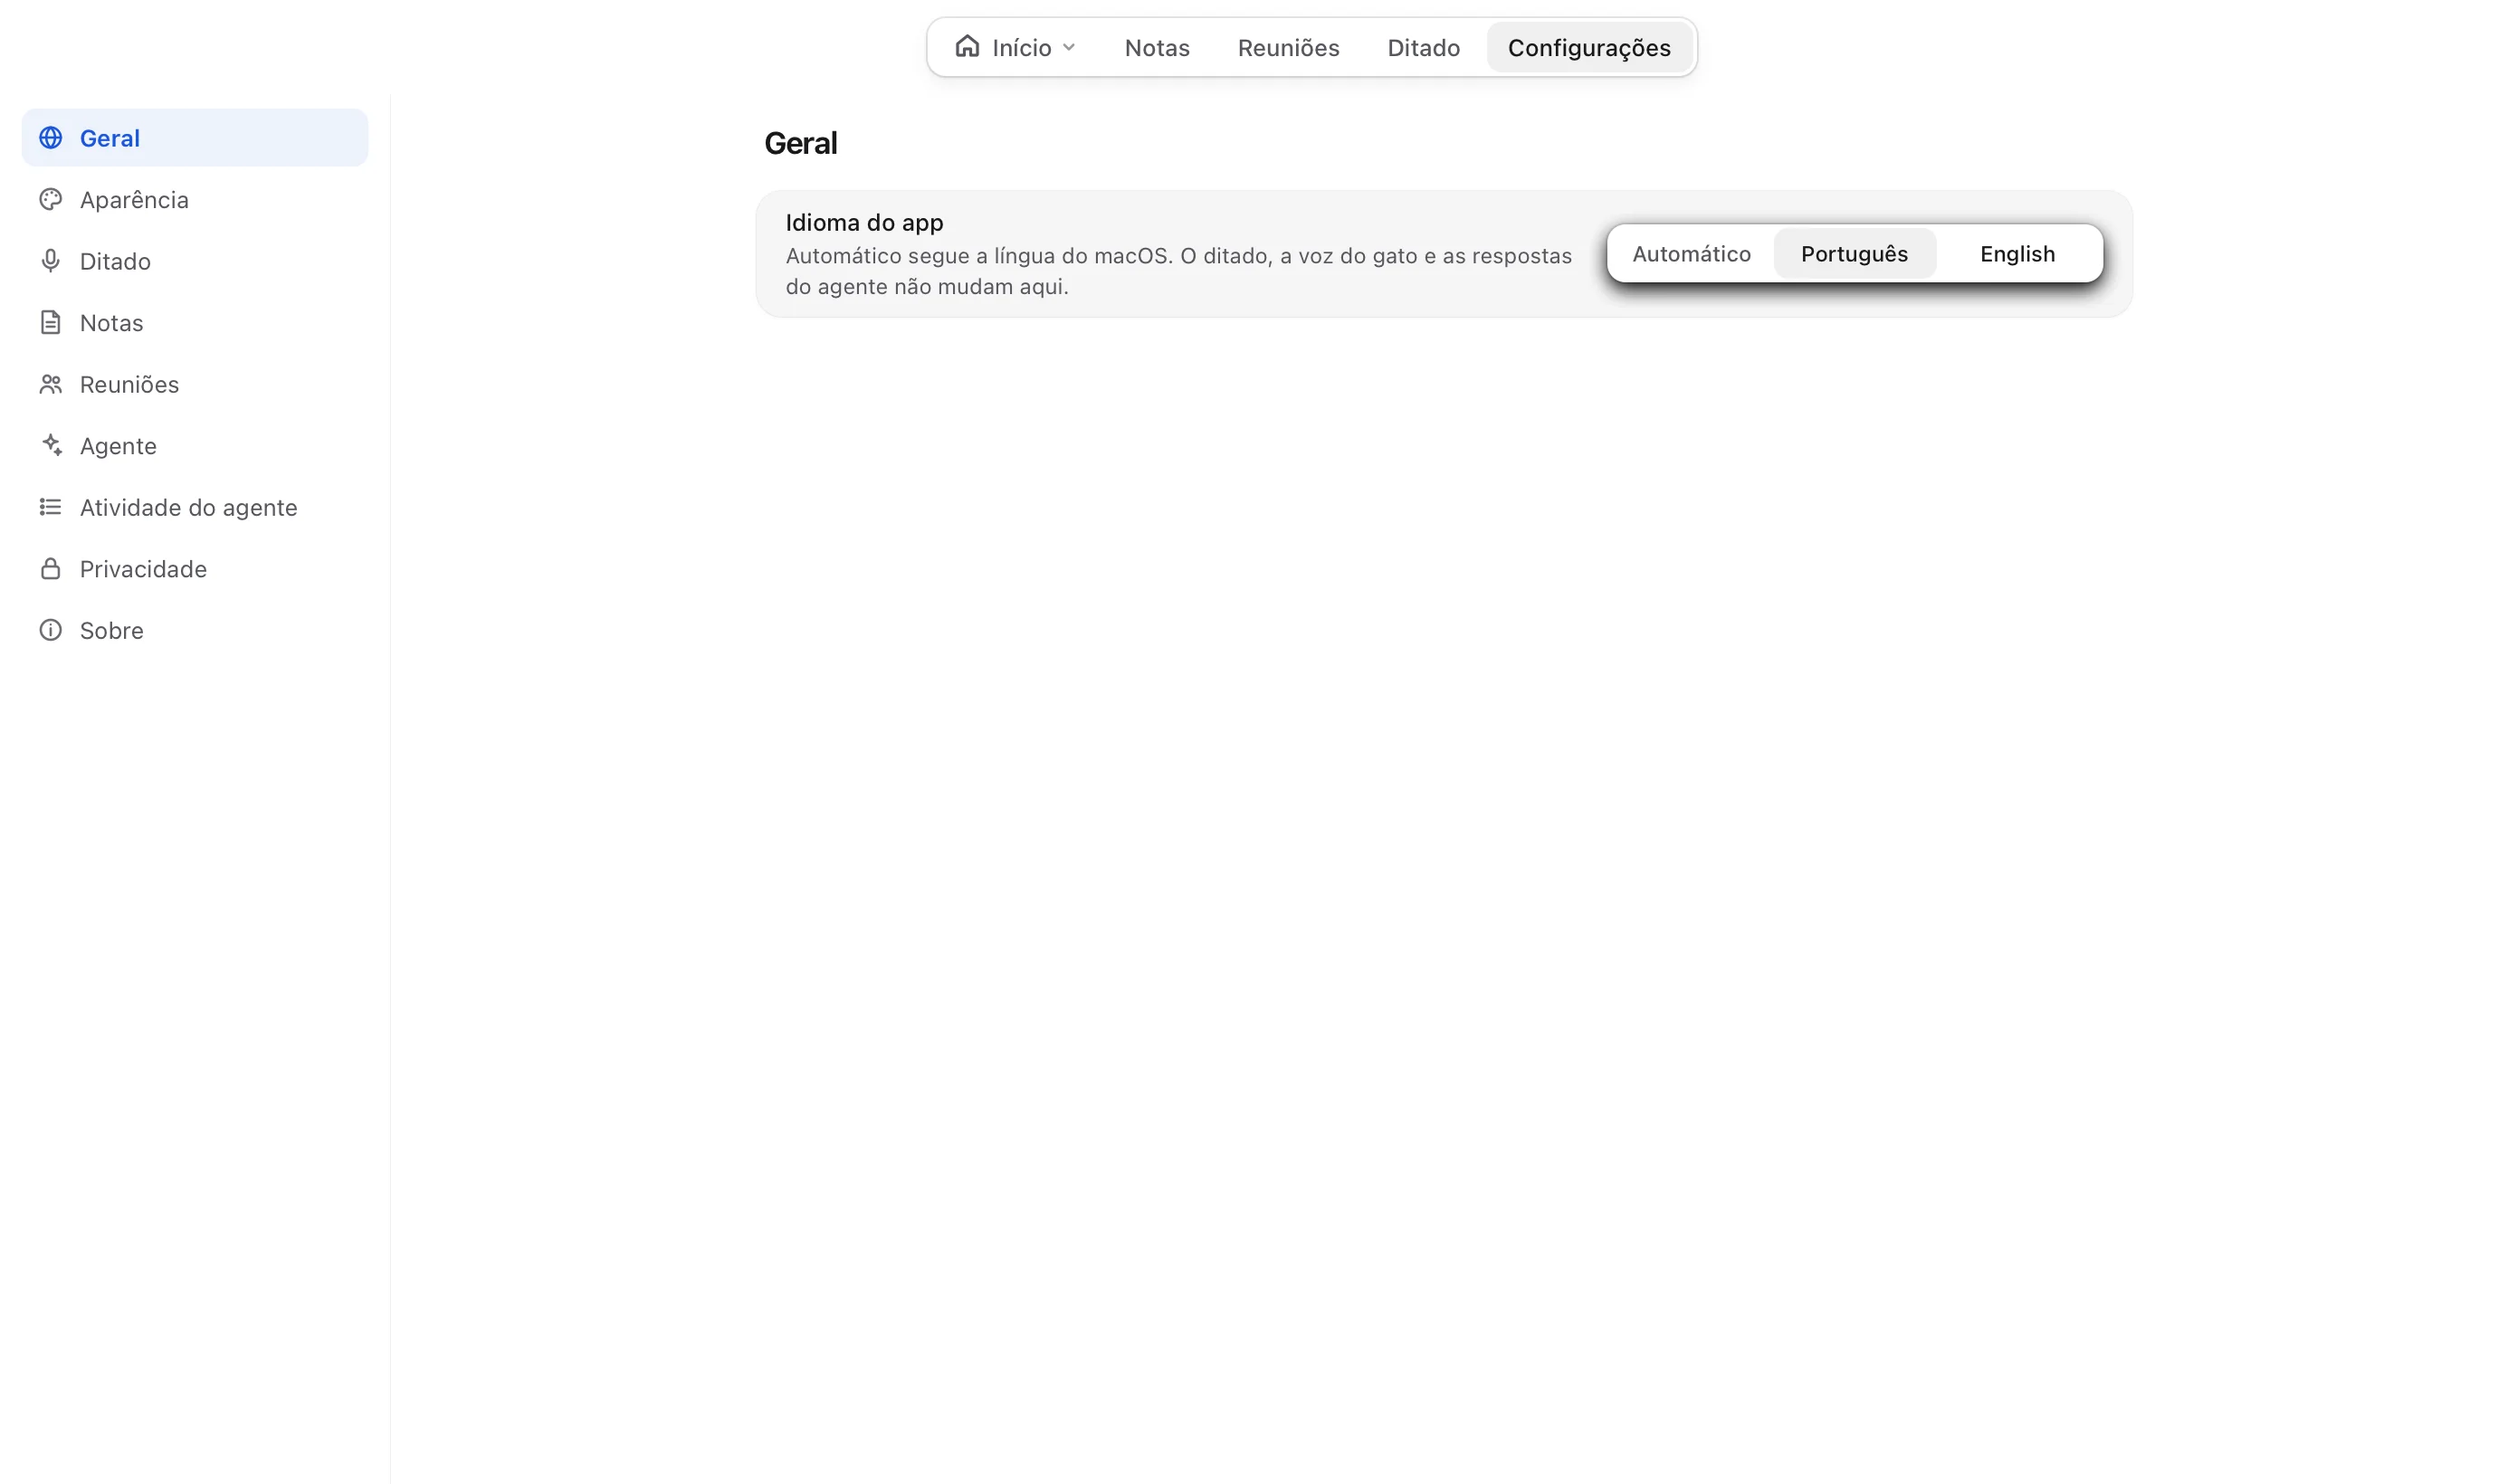 Início
Notas
Reuniões
Ditado
Configurações
Geral
Aparência
Ditado
Notas
Reuniões
Agente
Atividade do agente
Privacidade
Sobre
Geral
Idioma do app
Automático segue a língua do macOS. O ditado, a voz do gato e as respostas
do agente não mudam aqui.
Automático
Português
English